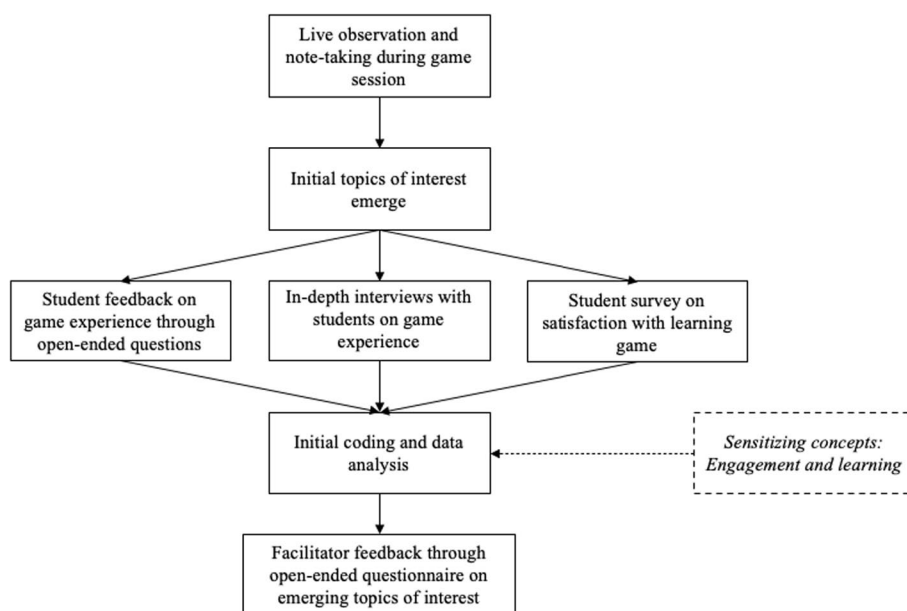 Live observation and
note-taking during game
session
Initial topics of interest
emerge
Student feedback on
game experience through
open-ended questions
In-depth interviews with
students on game
experience
Student survey on
satisfaction with learning
game
Initial coding and data
analysis
Sensitizing concepts:
Engagement and learning
Facilitator feedback through
open-ended questionnaire on
emerging topics of interest